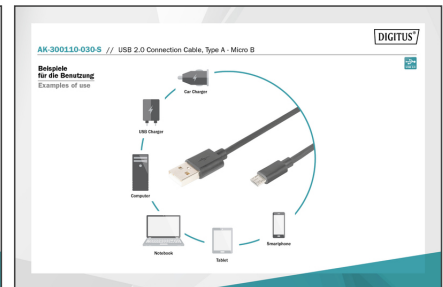 DIGITUS®
AK-300110-030-S // USB 2.0 Connection Cable, Type A - Micro B
Beispiele
für die Benutzung
Examples of use
Car Charger
USB Charger
Computer
Notebook
Tablet
Smartphone